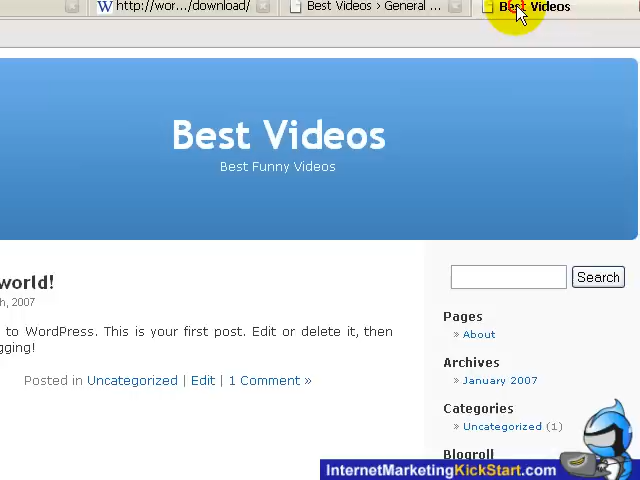 http://wor.../download/ Best Videos › General ... Best Videos
Best Videos
Best Funny Videos
world!
h, 2007
to WordPress. This is your first post. Edit or delete it, then
gging!
Posted in Uncategorized | Edit | 1 Comment »
Search
Pages
» About
Archives
» January 2007
Categories
» Uncategorized (1)
Blogroll
InternetMarketingKickStart.com